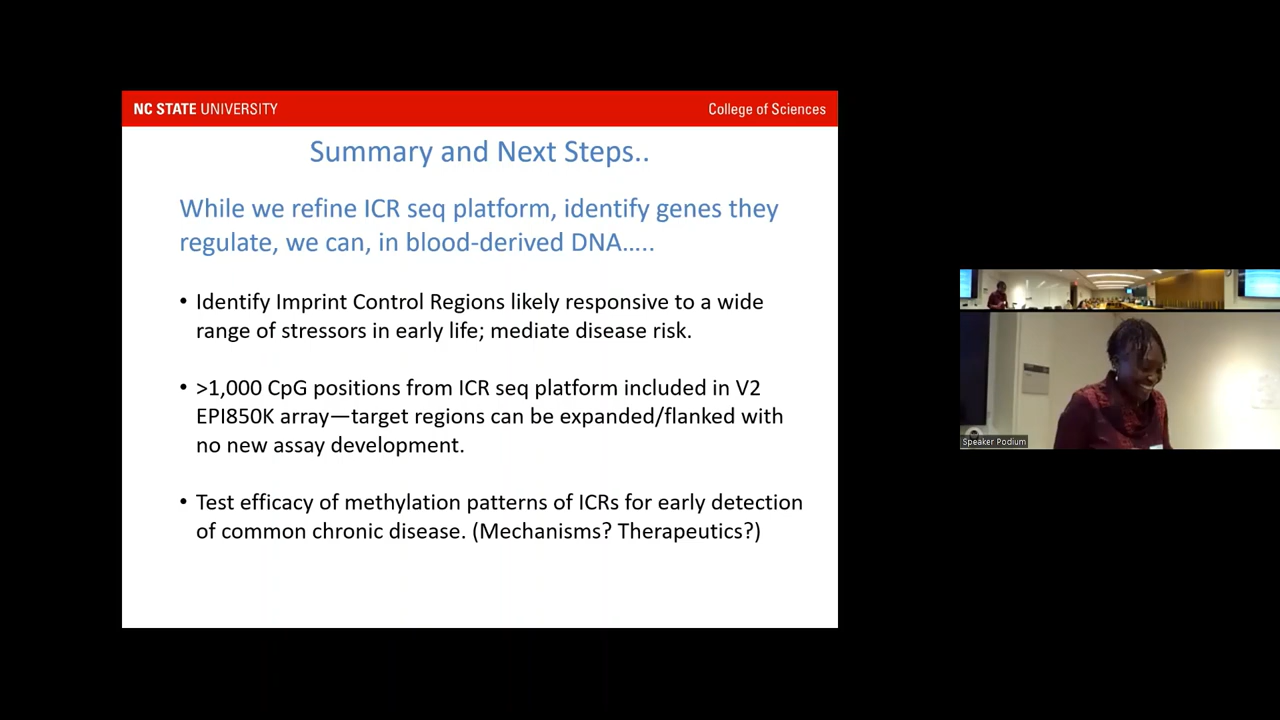 NC STATE UNIVERSITY
College of Sciences
Summary and Next Steps..
While we refine ICR seq platform, identify genes they
regulate, we can, in blood-derived DNA…..
• Identify Imprint Control Regions likely responsive to a wide
range of stressors in early life; mediate disease risk.
• >1,000 CpG positions from ICR seq platform included in V2
EPI850K array—target regions can be expanded/flanked with
no new assay development.
• Test efficacy of methylation patterns of ICRs for early detection
of common chronic disease. (Mechanisms? Therapeutics?)
Speaker Podium